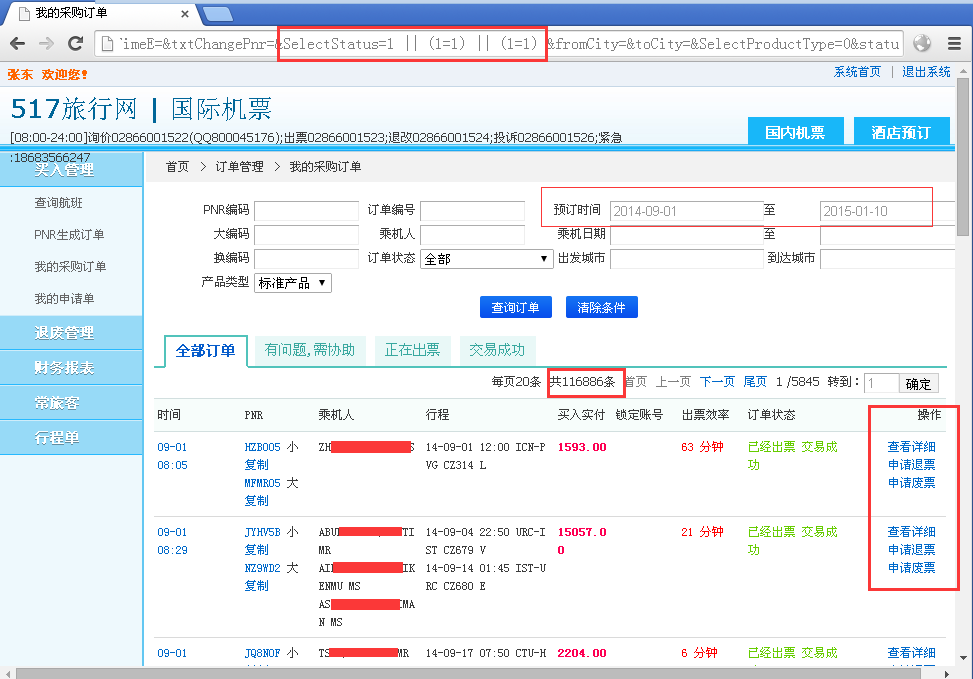 我的采购订单
imeE=&txtChangePnr=&SelectStatus=1 || (1=1) || (1=1) &fromCity=&toCity=&SelectProductType=0&statu
张东 欢迎您!
系统首页 | 退出系统
517旅行网 | 国际机票
[08:00-24:00]询价02866001522(QQ800045176);出票02866001523;退改02866001524;投诉02866001526;紧急
:18683566247
国内机票 酒店预订
买入管理
查询航班
PNR生成订单
我的采购订单
我的申请单
退废管理
财务报表
常旅客
行程单
首页 > 订单管理 > 我的采购订单
PNR编码 订单编号 预订时间 2014-09-01 至 2015-01-10
大编码 乘机人 乘机日期 至
换编码 订单状态 全部 出发城市 到达城市
产品类型 标准产品
查询订单 清除条件
全部订单 有问题,需协助 正在出票 交易成功
每页20条 共116886条 首页 上一页 下一页 尾页 1 /5845 转到: 1 确定
时间 PNR 乘机人 行程 买入实付 锁定账号 出票效率 订单状态 操作
09-01 HZB005 小 ZH S 14-09-01 12:00 ICN-P 1593.00 63 分钟 已经出票 交易成 查看详细
08:05 复制 VG CZ314 L 功 申请退票
MFMR05 大 申请废票
复制
09-01 JYHV5B 小 ABU TI 14-09-04 22:50 URC-I 15057.0 21 分钟 已经出票 交易成 查看详细
08:29 复制 MR ST CZ679 V 0 功 申请退票
NZ9WD2 大 AI IK 14-09-14 01:45 IST-U 申请废票
复制 ENMU MS RC CZ680 E
AS MA
N MS
09-01 JQ8N0F 小 TS MR 14-09-17 07:50 CTU-H 2204.00 6 分钟 已经出票 交易成 查看详细